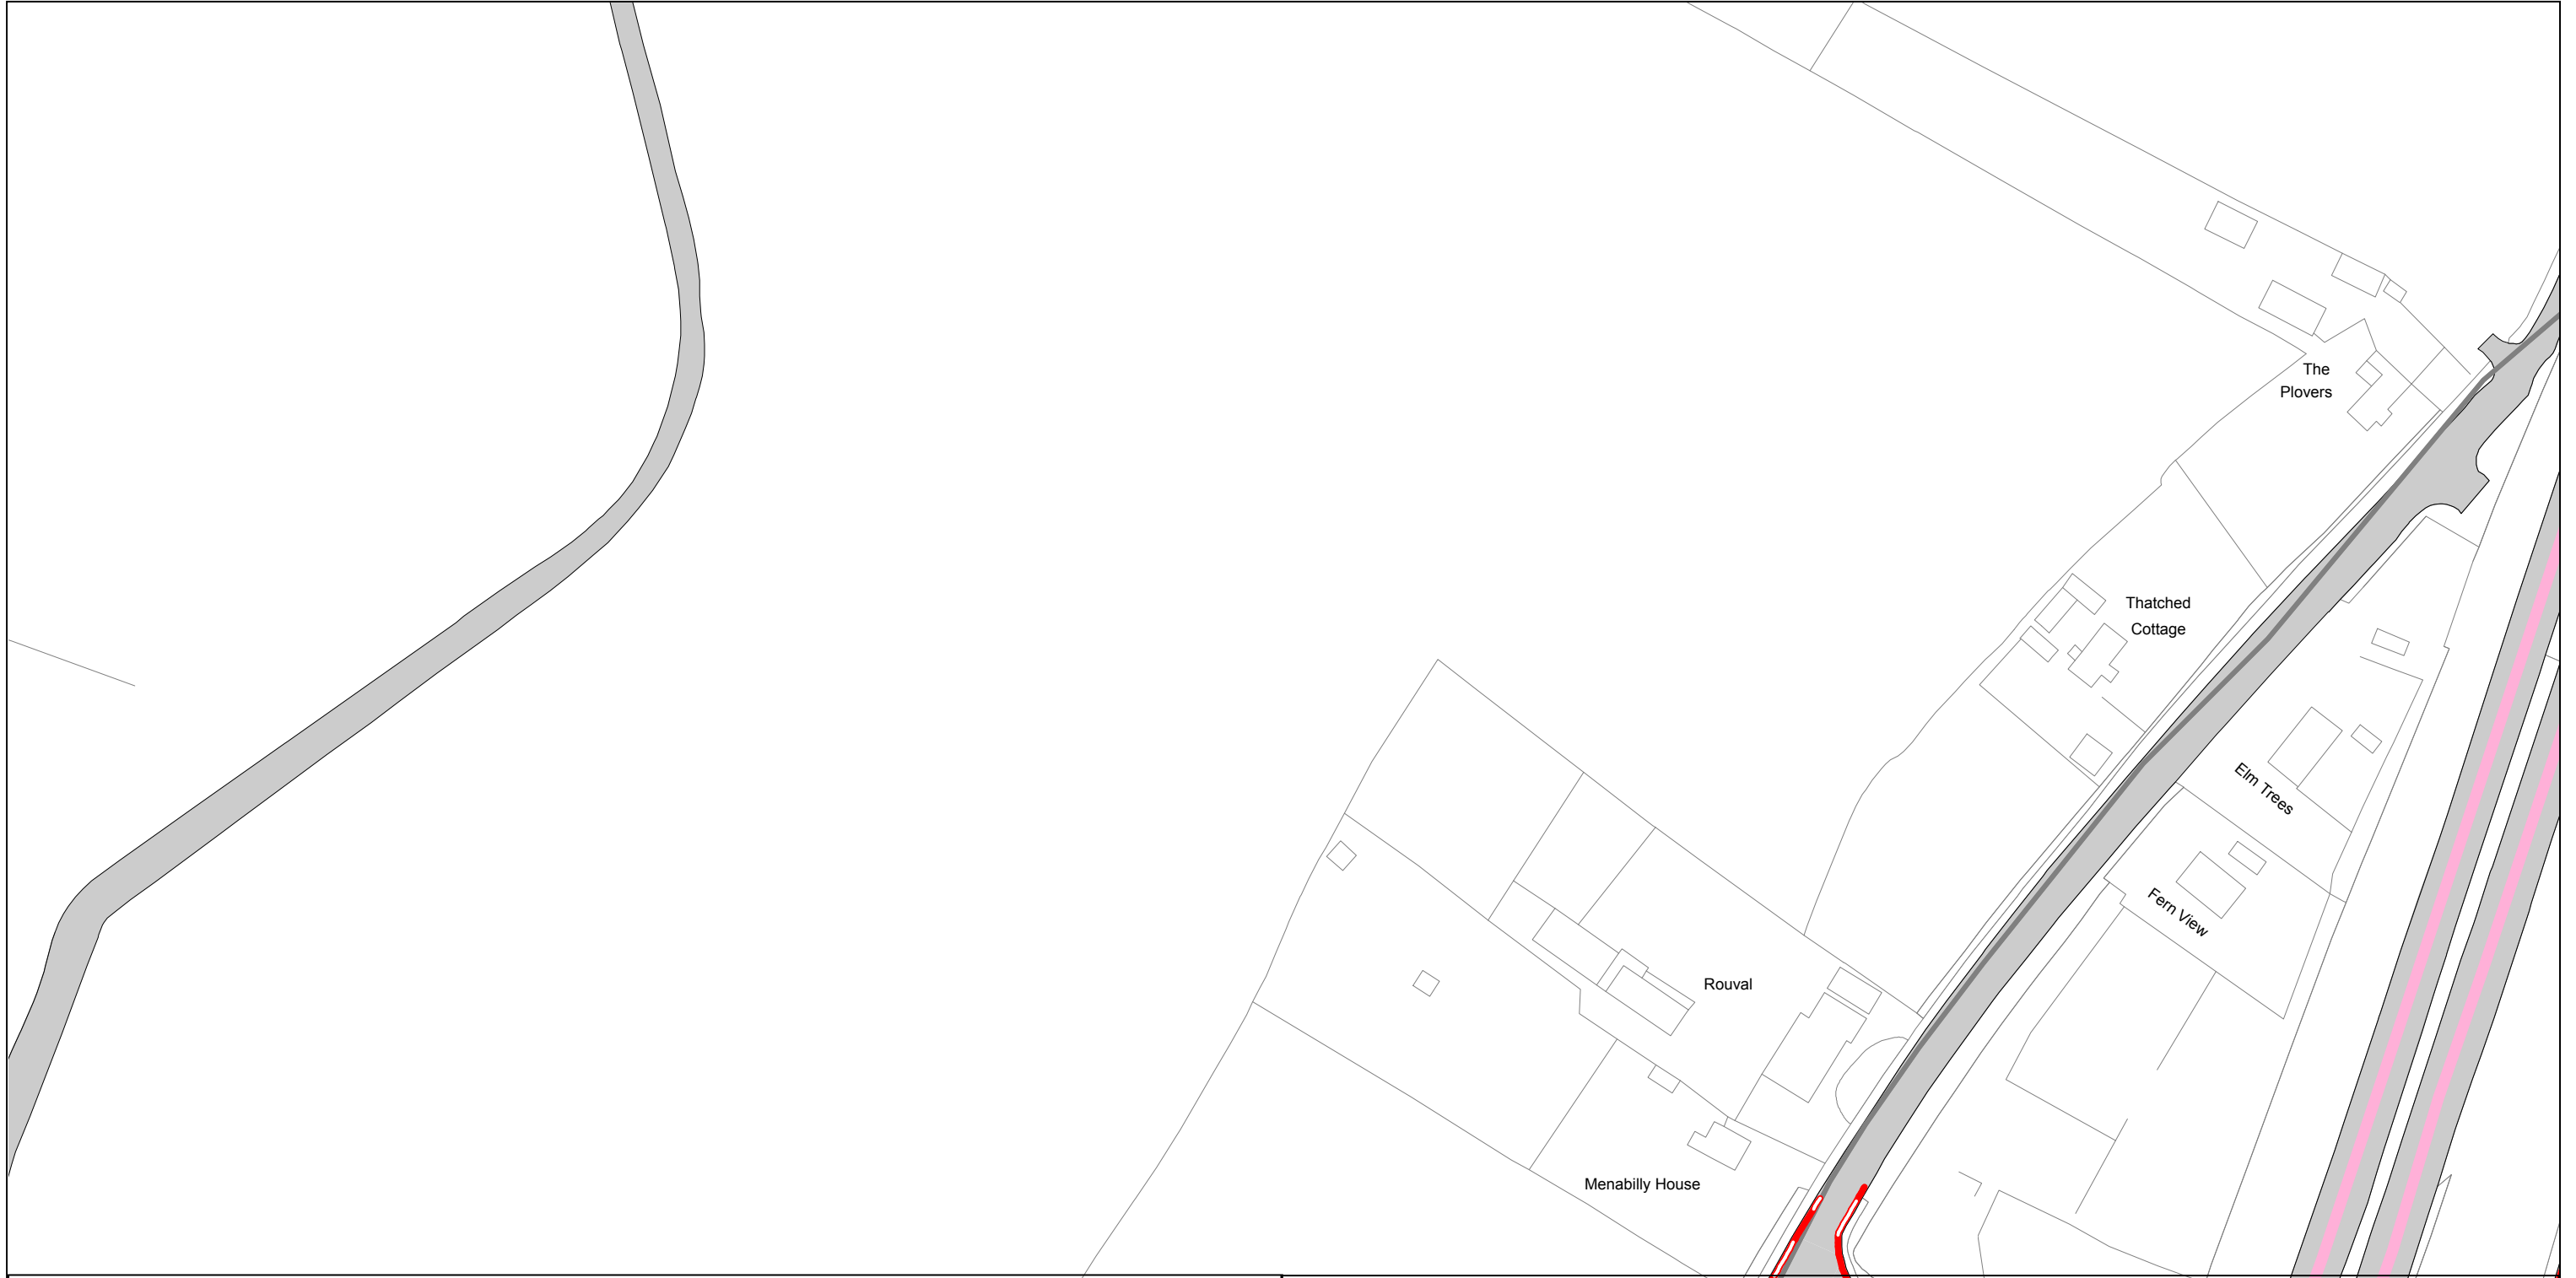 The
Plovers
Thatched
Cottage
Elm Trees
Fern View
Rouval
Menabilly House